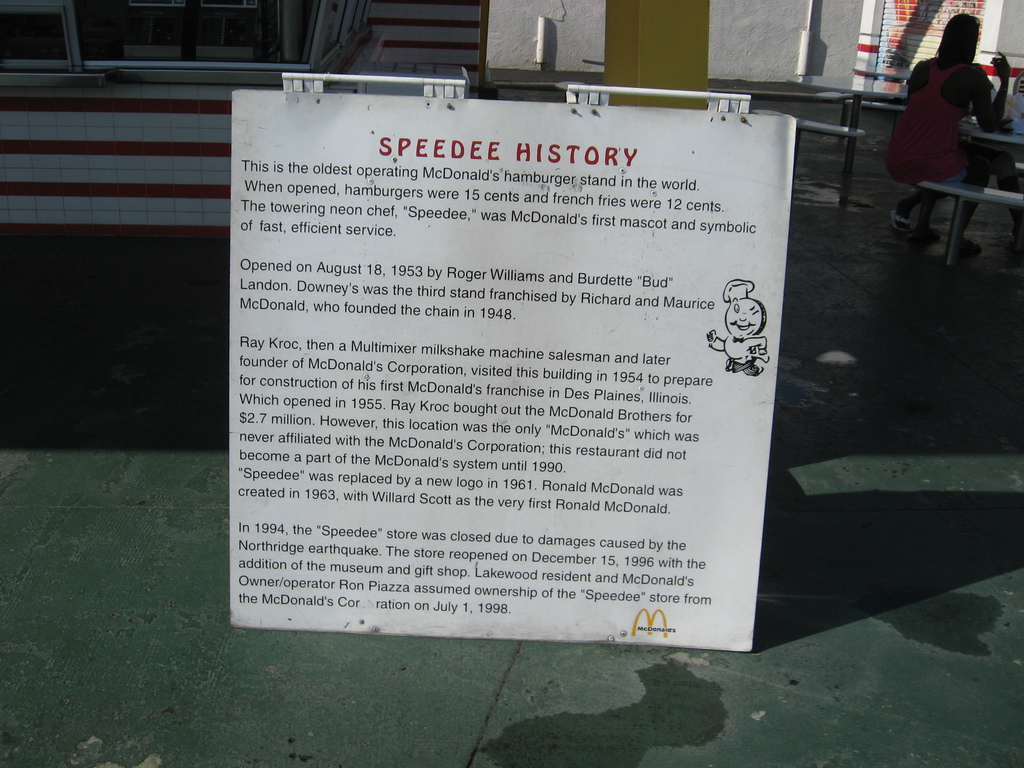 SPEEDEE HISTORY
This is the oldest operating McDonald's hamburger stand in the world.
When opened, hamburgers were 15 cents and french fries were 12 cents.
The towering neon chef, "Speedee," was McDonald's first mascot and symbolic
of fast, efficient service.
Opened on August 18, 1953 by Roger Williams and Burdette "Bud"
Landon. Downey's was the third stand franchised by Richard and Maurice
McDonald, who founded the chain in 1948.
Ray Kroc, then a Multimixer milkshake machine salesman and later
founder of McDonald's Corporation, visited this building in 1954 to prepare
for construction of his first McDonald's franchise in Des Plaines, Illinois.
Which opened in 1955. Ray Kroc bought out the McDonald Brothers for
$2.7 million. However, this location was the only "McDonald's" which was
never affiliated with the McDonald's Corporation; this restaurant did not
become a part of the McDonald's system until 1990.
"Speedee" was replaced by a new logo in 1961. Ronald McDonald was
created in 1963, with Willard Scott as the very first Ronald McDonald.
In 1994, the "Speedee" store was closed due to damages caused by the
Northridge earthquake. The store reopened on December 15, 1996 with the
addition of the museum and gift shop. Lakewood resident and McDonald's
Owner/operator Ron Piazza assumed ownership of the "Speedee" store from
the McDonald's Cor ration on July 1, 1998.
McDonald's